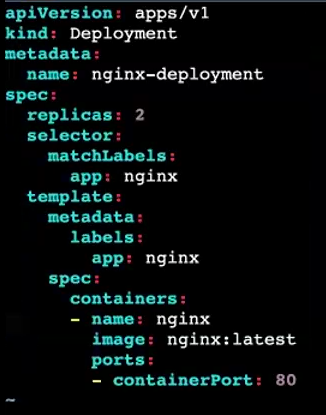 apiVersion: apps/v1
kind: Deployment
metadata:
  name: nginx-deployment
spec:
  replicas: 2
  selector:
    matchLabels:
      app: nginx
  template:
    metadata:
      labels:
        app: nginx
    spec:
      containers:
      - name: nginx
        image: nginx:latest
        ports:
        - containerPort: 80